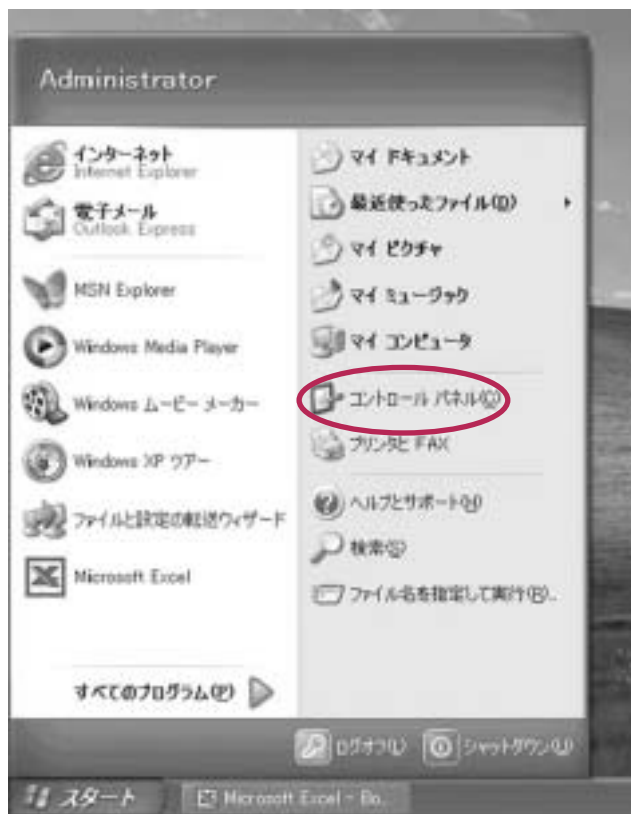 Administrator
インターネット
Internet Explorer
電子メール
Outlook Express
MSN Explorer
Windows Media Player
Windows ムービー メーカー
Windows XP ツアー
ファイルと設定の転送ウィザード
Microsoft Excel
すべてのプログラム(P)
マイ ドキュメント
最近使ったファイル(D)
マイ ピクチャ
マイ ミュージック
マイ コンピュータ
コントロール パネル(C)
プリンタと FAX
ヘルプとサポート(H)
検索(S)
ファイル名を指定して実行(R)..
ログオフ(L)
シャットダウン(U)
スタート
Microsoft Excel - Bo..